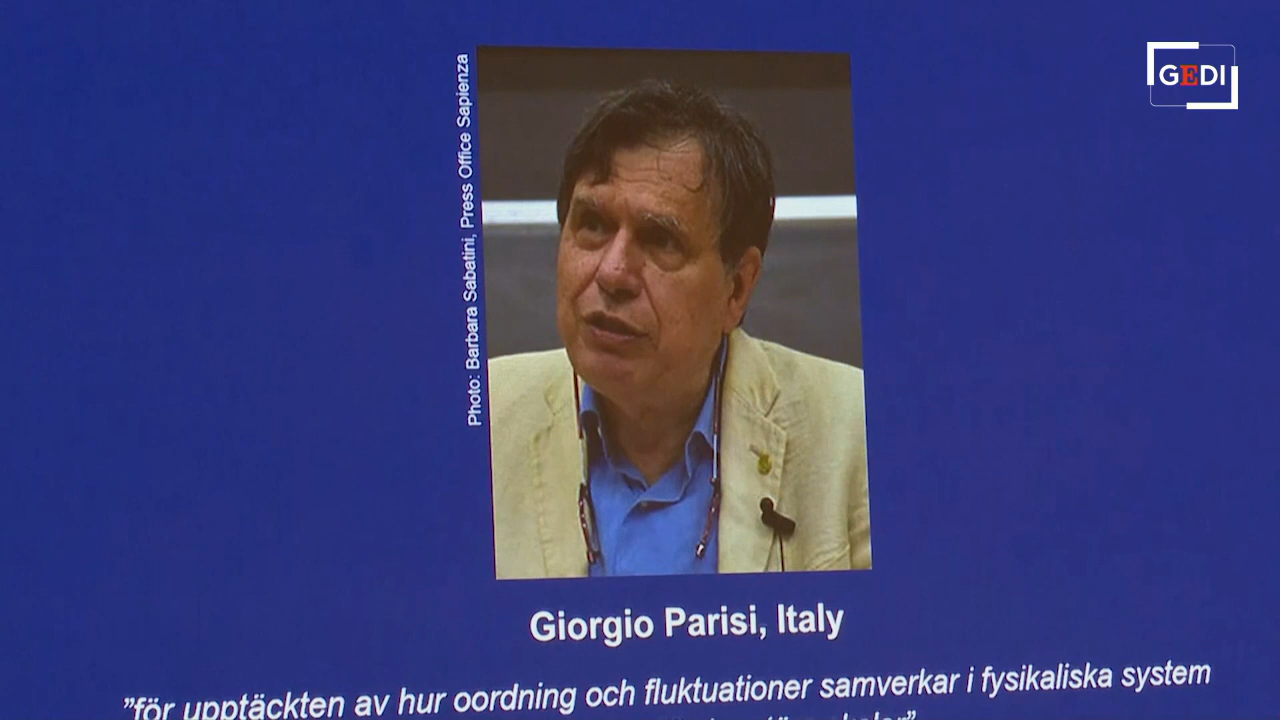 GEDI
Photo: Barbara Sabatini, Press Office Sapienza
Giorgio Parisi, Italy
”för upptäckten av hur oordning och fluktuationer samverkar i fysikaliska system